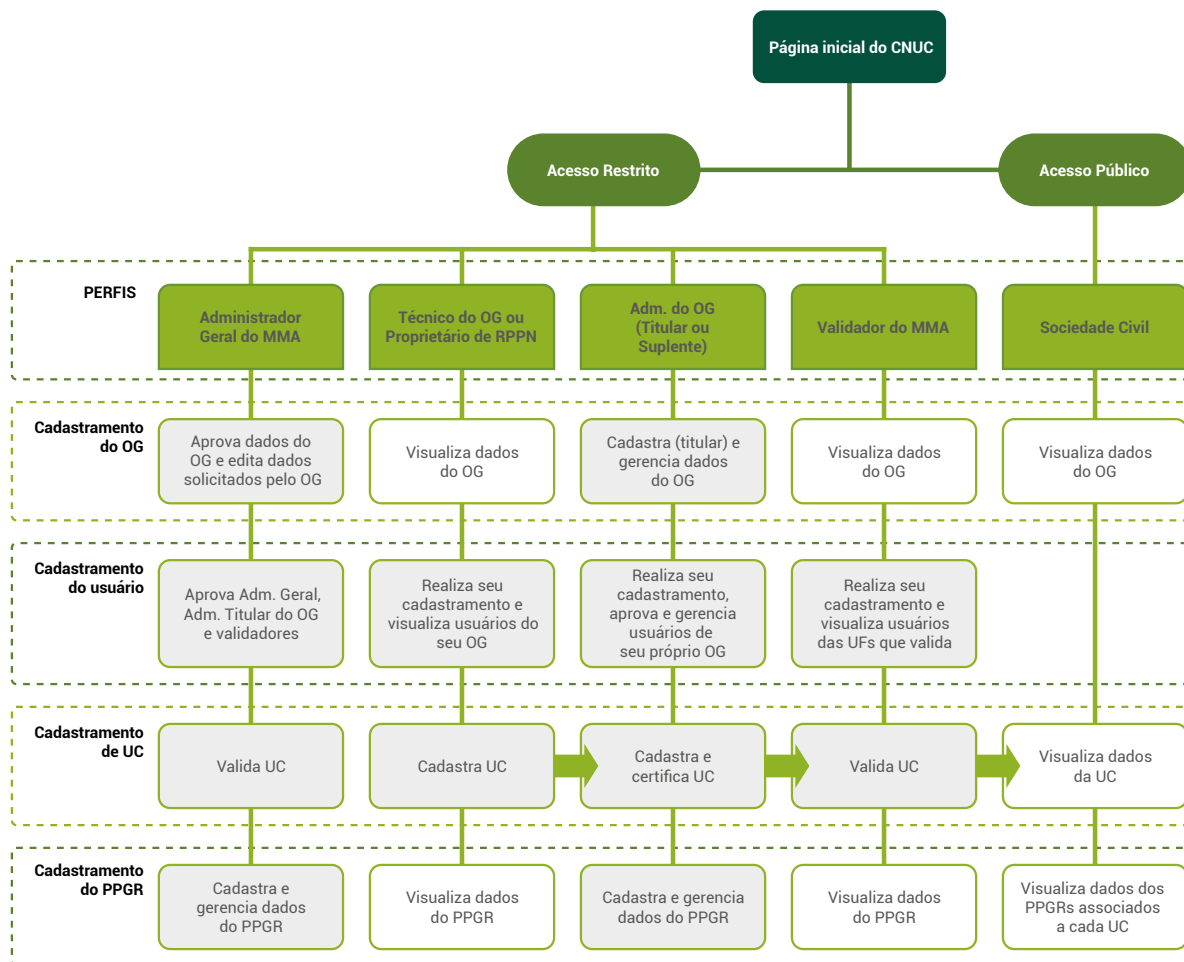 Página inicial do CNUC
Acesso Restrito
Acesso Público
PERFIS
Administrador
Geral do MMA
Técnico do OG ou
Proprietário de RPPN
Adm. do OG
(Titular ou
Suplente)
Validador do MMA
Sociedade Civil
Cadastramento
do OG
Aprova dados do
OG e edita dados
solicitados pelo OG
Visualiza dados
do OG
Cadastra (titular) e
gerencia dados
do OG
Visualiza dados
do OG
Visualiza dados
do OG
Cadastramento
do usuário
Aprova Adm. Geral,
Adm. Titular do OG
e validadores
Realiza seu
cadastramento e
visualiza usuários do
seu OG
Realiza seu
cadastramento,
aprova e gerencia
usuários de
seu próprio OG
Realiza seu
cadastramento e
visualiza usuários
das UFs que valida
Cadastramento
de UC
Valida UC
Cadastra UC
Cadastra e
certifica UC
Valida UC
Visualiza dados
da UC
Cadastramento
do PPGR
Cadastra e
gerencia dados
do PPGR
Visualiza dados
do PPGR
Cadastra e gerencia
dados do PPGR
Visualiza dados
do PPGR
Visualiza dados dos
PPGRs associados
a cada UC